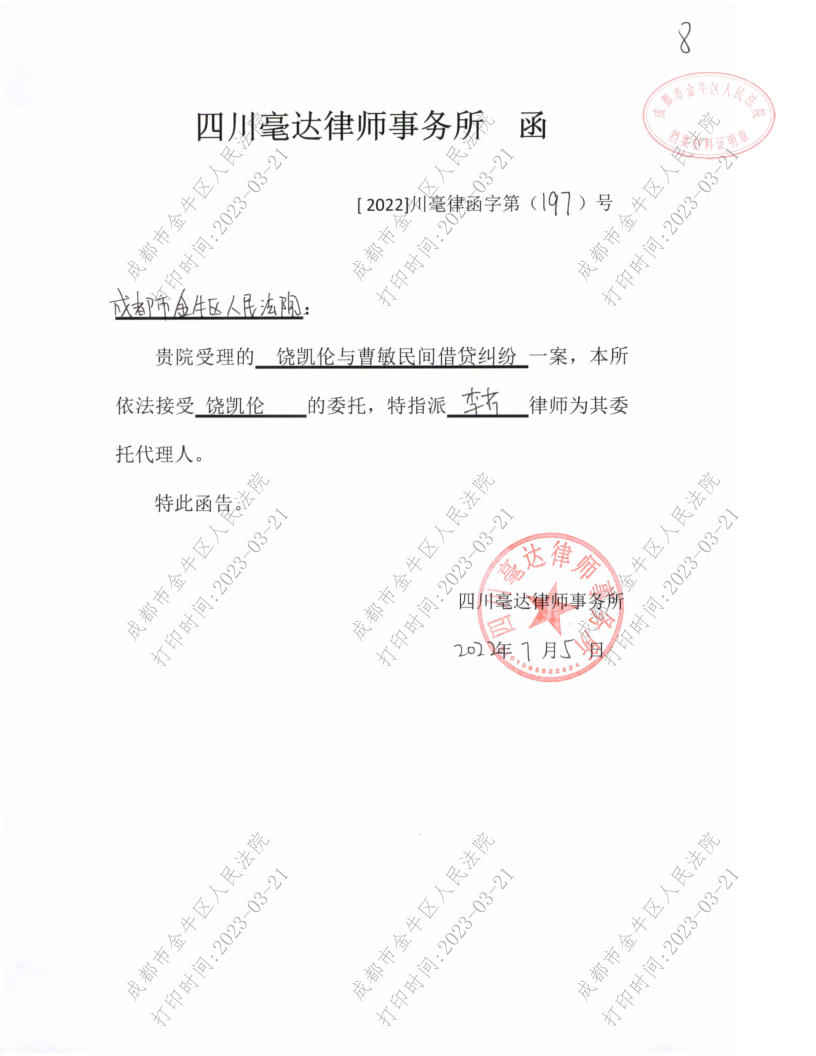 8
成都市金牛区人民法院
档案资料证明章
四川毫达律师事务所 函
[2022]川毫律函字第(197)号
成都市金牛区人民法院:
贵院受理的 饶凯伦与曹敏民间借贷纠纷 一案,本所
依法接受 饶凯伦 的委托,特指派 律师为其委
托代理人。
特此函告。
四川毫达律师事务所
四川毫达律师事务所
2022年7月5日
成都市金牛区人民法院
打印时间:2023-03-21
成都市金牛区人民法院
打印时间:2023-03-21
成都市金牛区人民法院
打印时间:2023-03-21
成都市金牛区人民法院
打印时间:2023-03-21
成都市金牛区人民法院
打印时间:2023-03-21
成都市金牛区人民法院
打印时间:2023-03-21
成都市金牛区人民法院
打印时间:2023-03-21
成都市金牛区人民法院
打印时间:2023-03-21
成都市金牛区人民法院
打印时间:2023-03-21